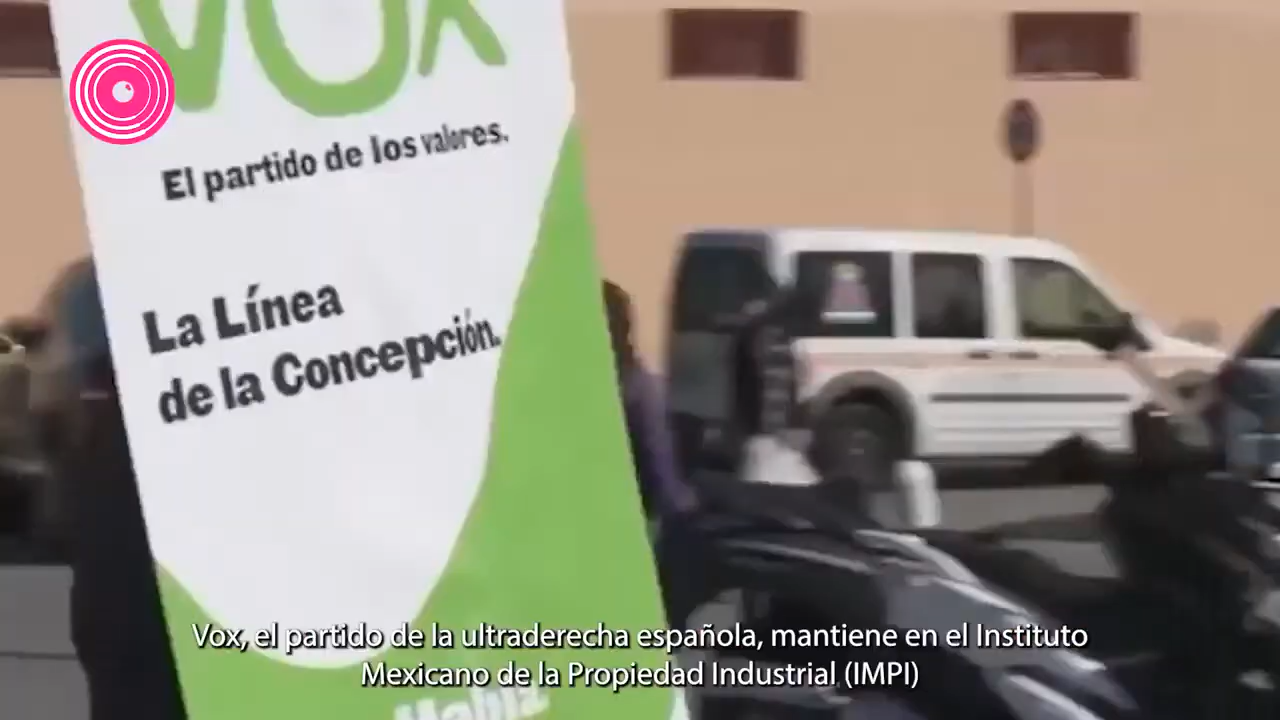 VOX
El partido de los valores.
La Línea
de la Concepción.
Habla
Vox, el partido de la ultraderecha española, mantiene en el Instituto
Mexicano de la Propiedad Industrial (IMPI)